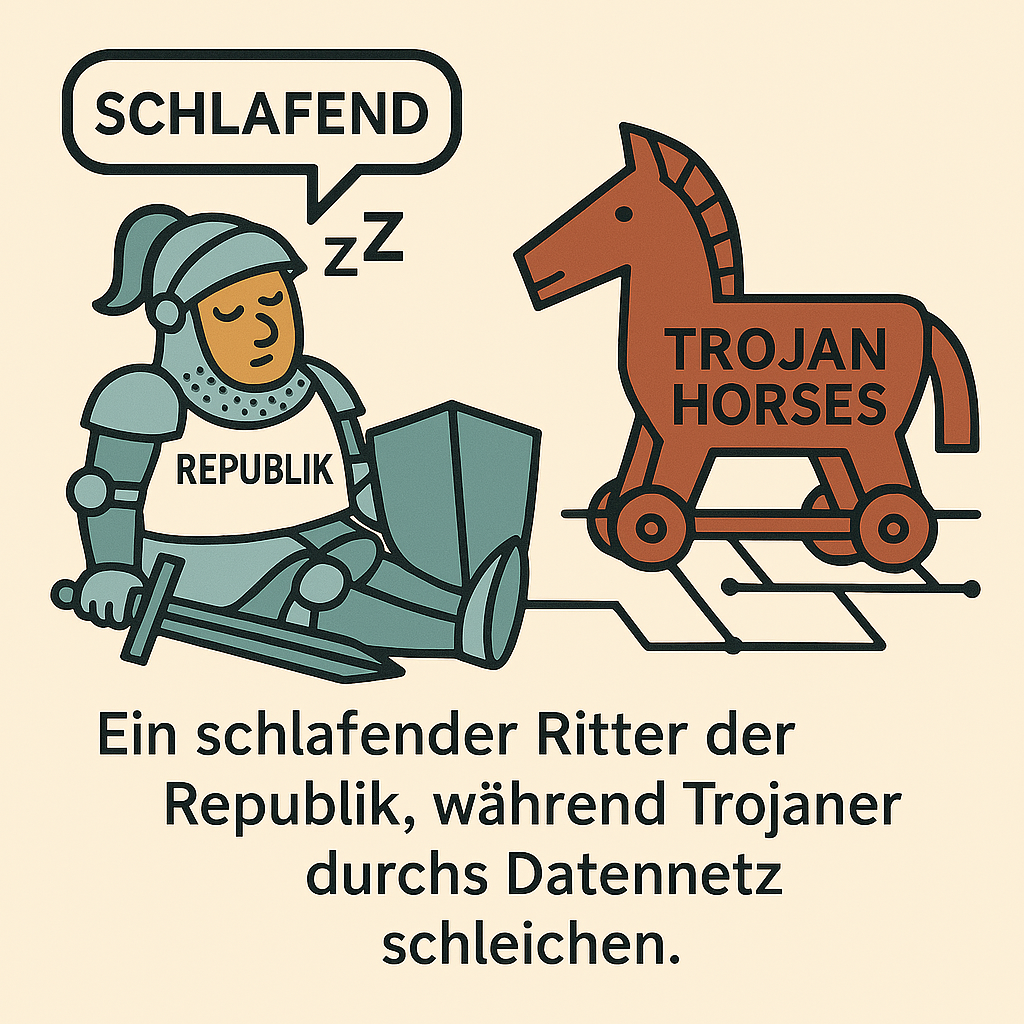 SCHLAFEND
zZ
REPUBLIK
TROJAN
HORSES
Ein schlafender Ritter der
Republik, während Trojaner
durchs Datennetz
schleichen.